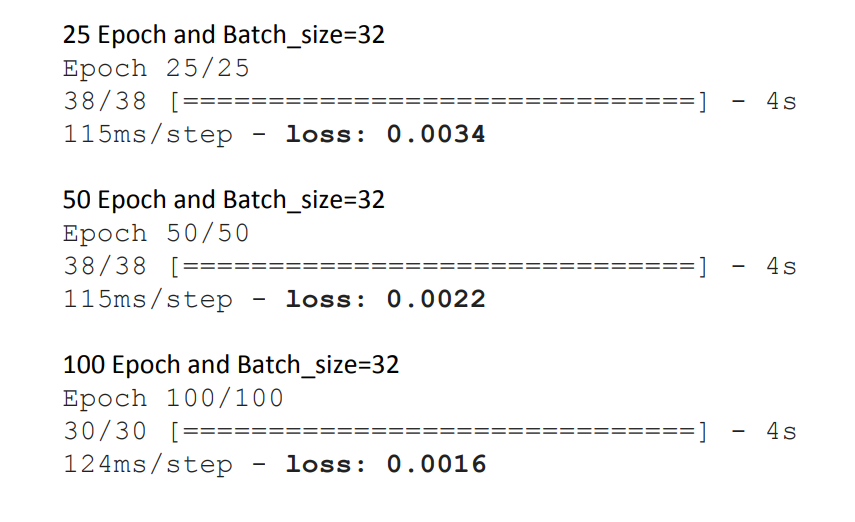 25 Epoch and Batch_size=32
Epoch 25/25
38/38 [==============================] - 4s
115ms/step - loss: 0.0034
50 Epoch and Batch_size=32
Epoch 50/50
38/38 [==============================] - 4s
115ms/step - loss: 0.0022
100 Epoch and Batch_size=32
Epoch 100/100
30/30 [==============================] - 4s
124ms/step - loss: 0.0016